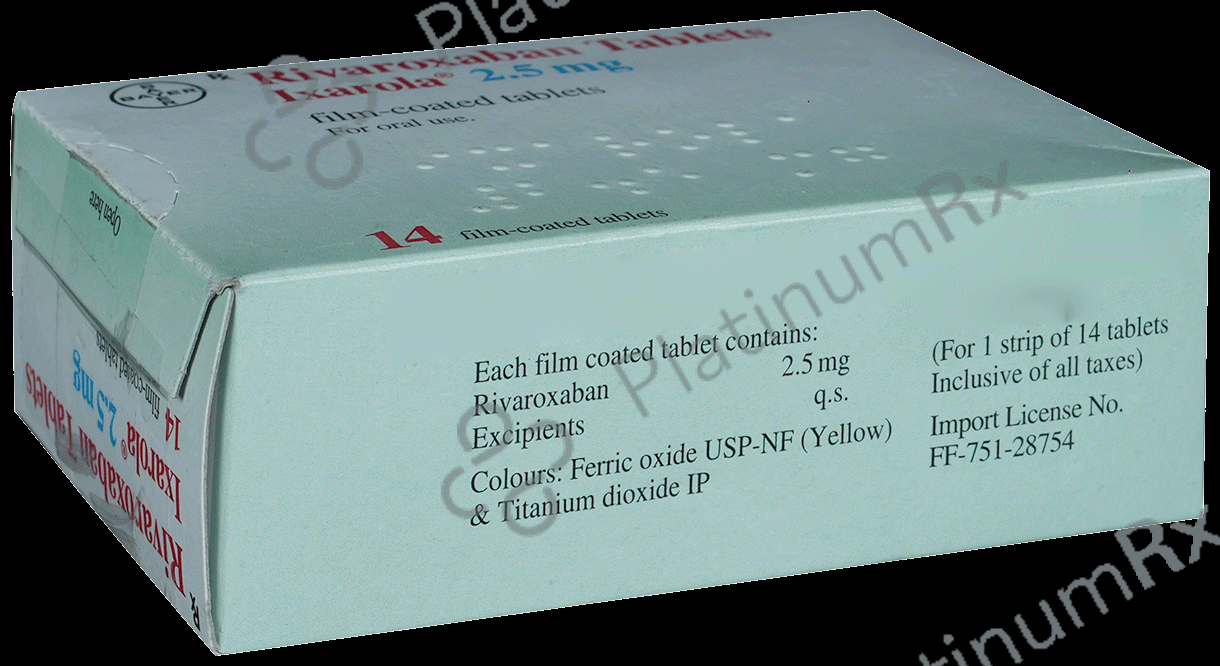 BAYER
Rx
Rivaroxaban Tablets
Ixarola® 2.5 mg
film-coated tablets
For oral use.
14 film-coated tablets
Open here
Rx
Rivaroxaban Tablets
Ixarola® 2.5 mg
14 film-coated tablets
Each film coated tablet contains:
Rivaroxaban 2.5 mg
Excipients q.s.
Colours: Ferric oxide USP-NF (Yellow)
& Titanium dioxide IP
(For 1 strip of 14 tablets
Inclusive of all taxes)
Import License No.
FF-751-28754
PlatinumRx